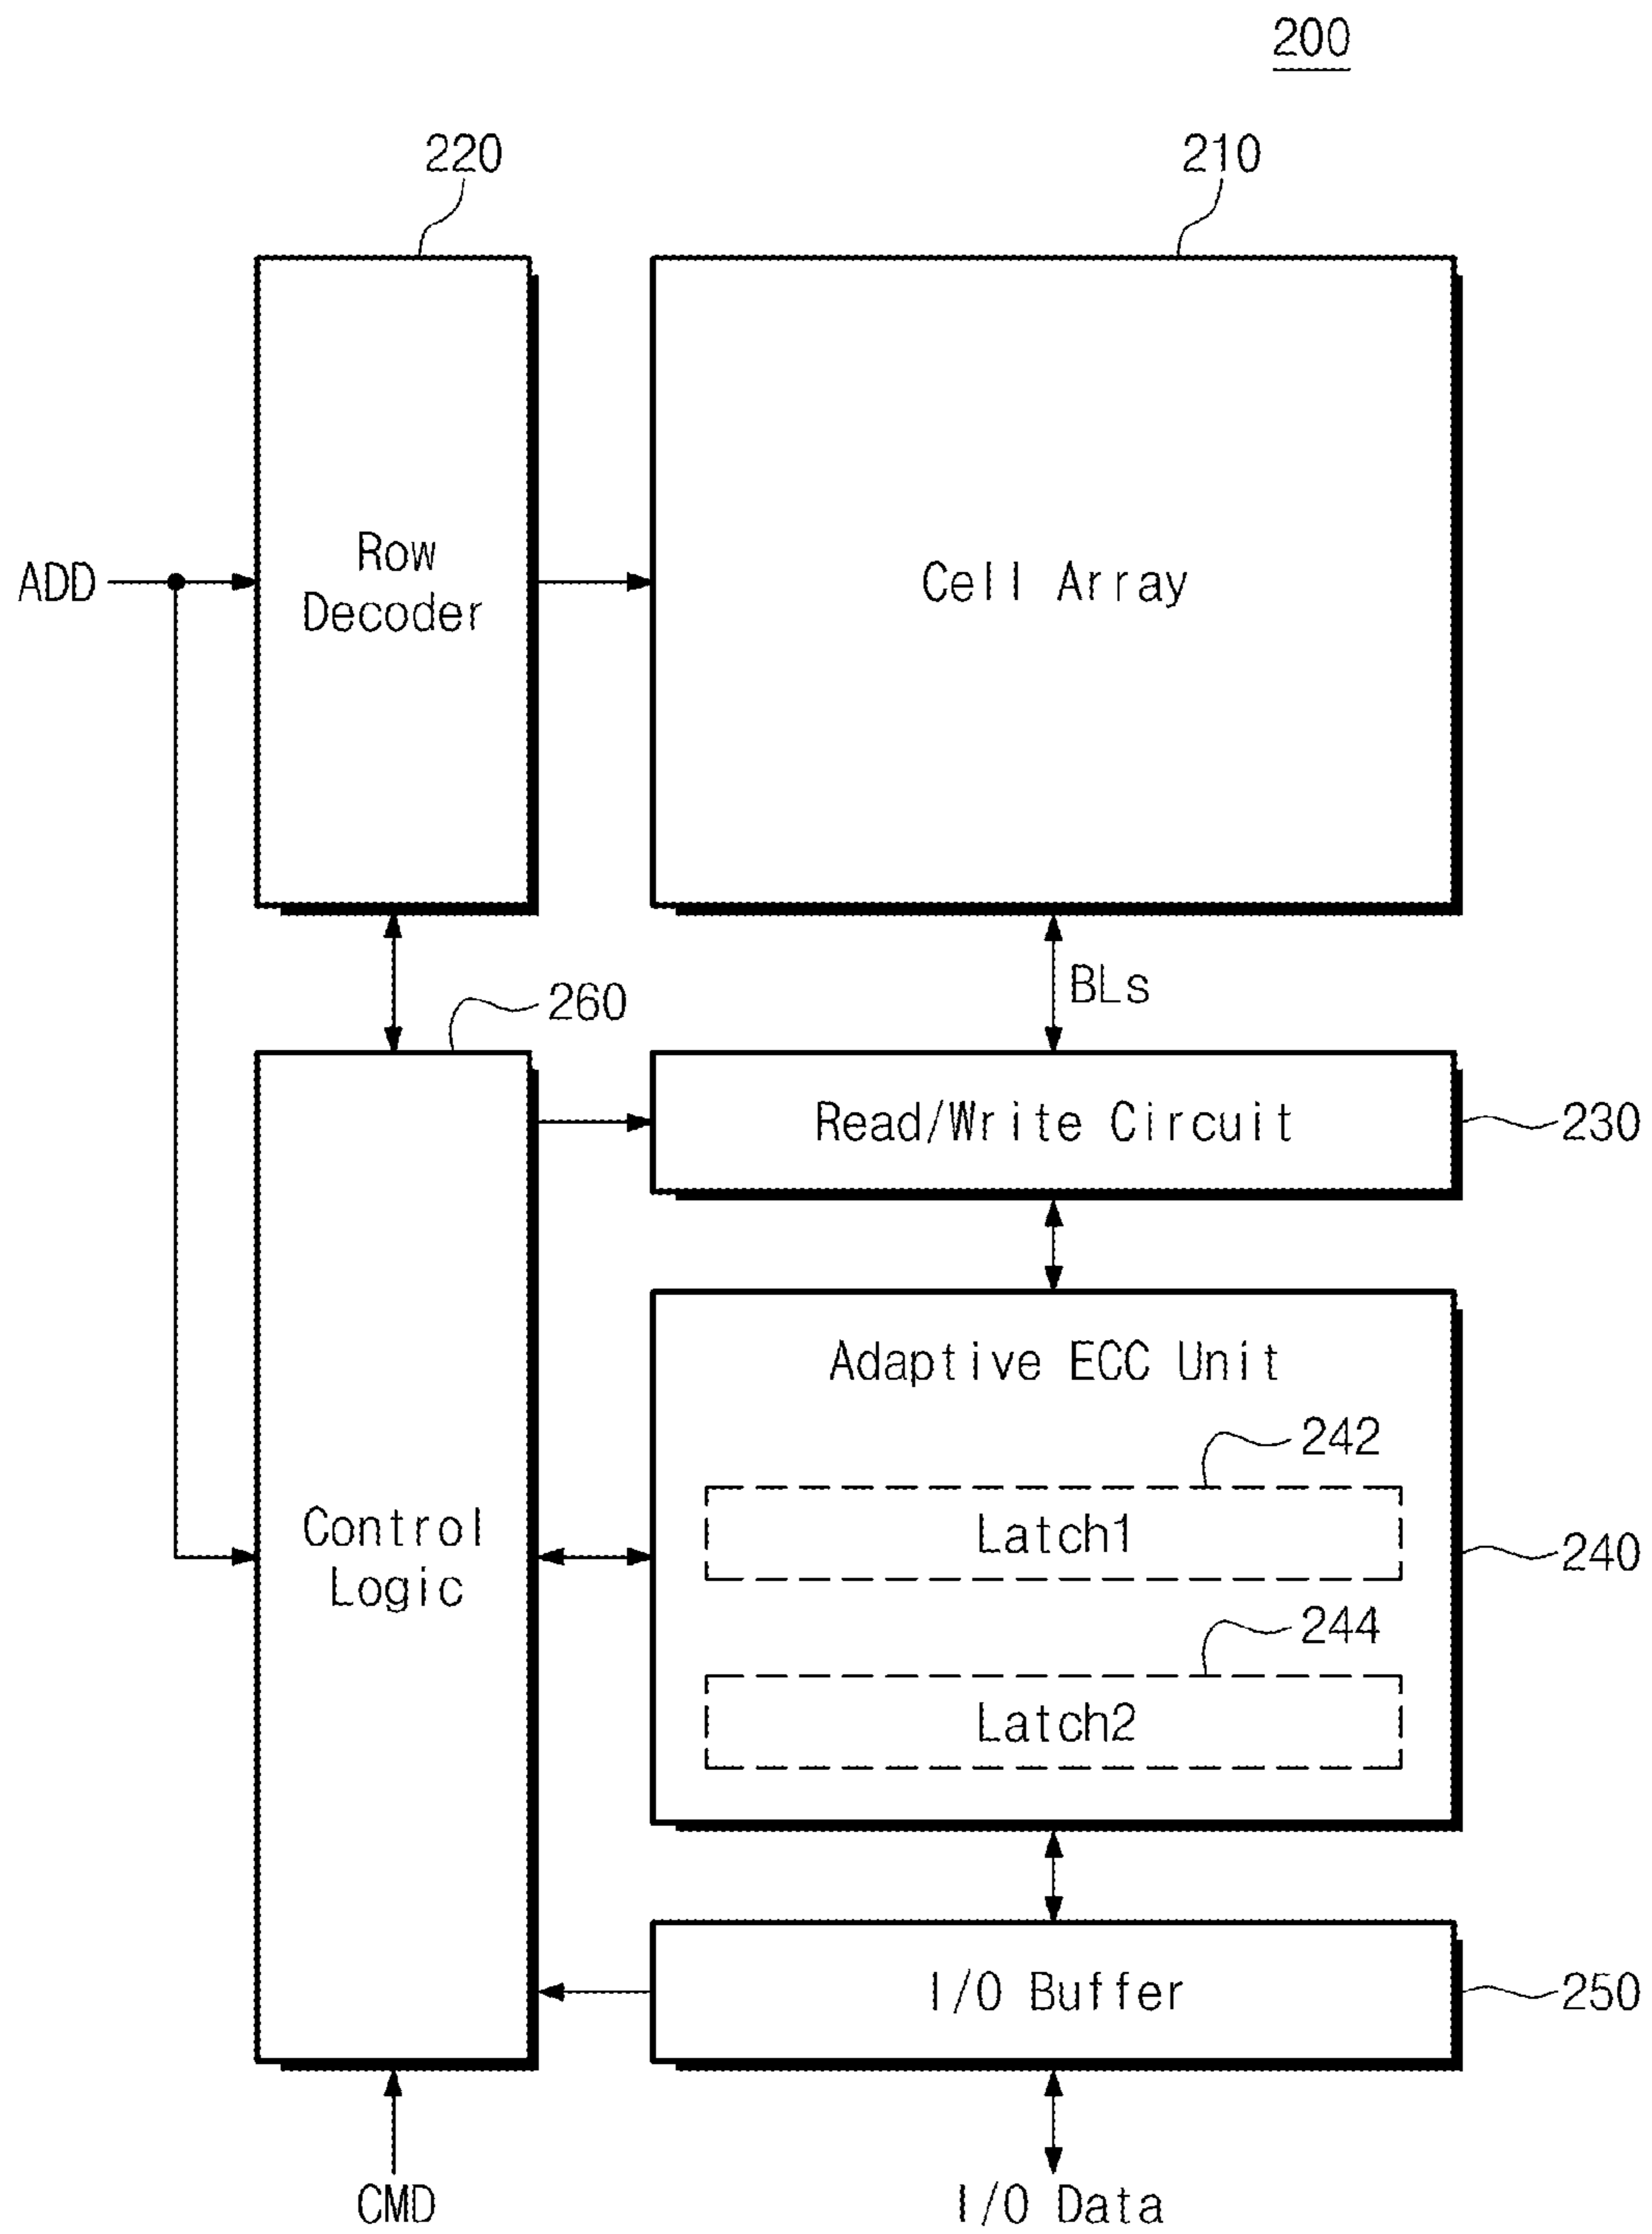 200
220
210
Row
Decoder
Cell Array
ADD
BLs
260
Read/Write Circuit
230
Adaptive ECC Unit
242
Latch1
Control
Logic
240
244
Latch2
I/O Buffer
250
CMD
I/O Data